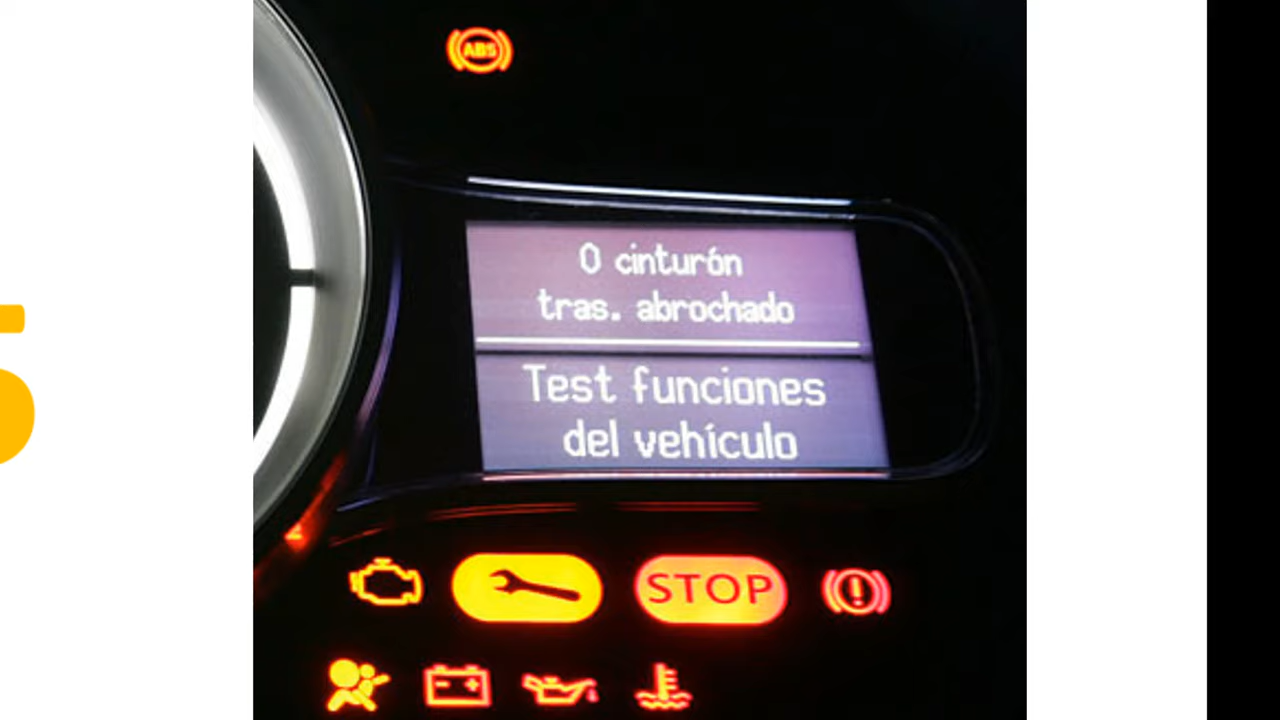 ABS
0 cinturón
tras. abrochado
Test funciones
del vehículo
STOP